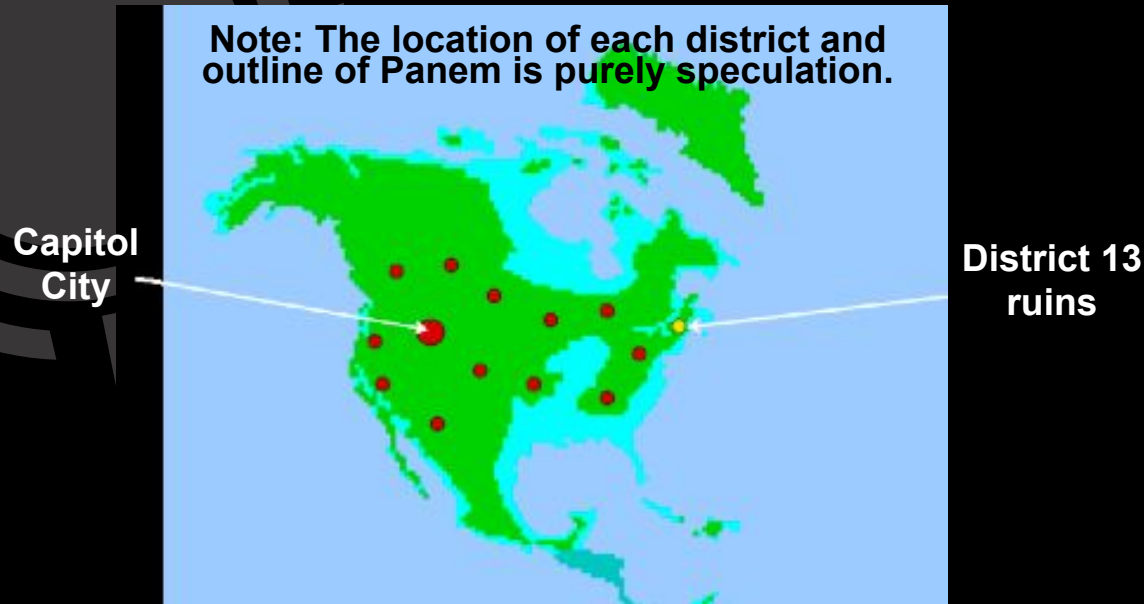 Note: The location of each district and
outline of Panem is purely speculation.
Capitol
City
District 13
ruins